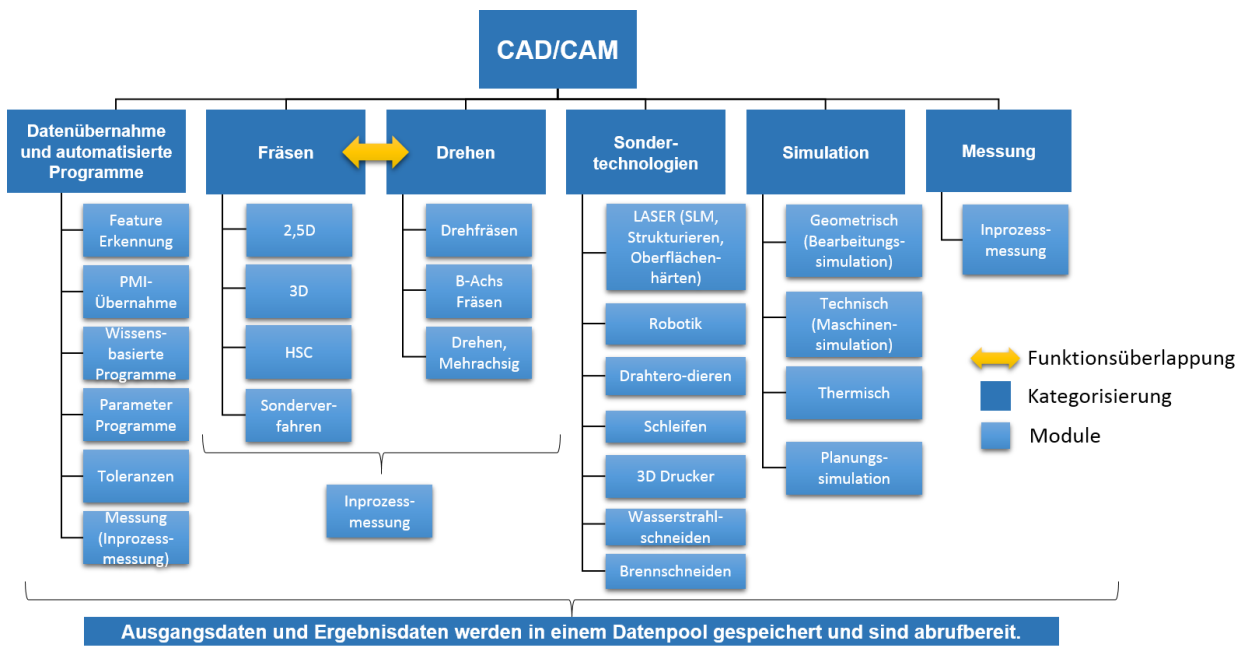 CAD/CAM
Datenübernahme
und automatisierte
Programme
Fräsen
Drehen
Sonder-
technologien
Simulation
Messung
Feature
Erkennung
PMI-
Übernahme
Wissens-
basierte
Programme
Parameter
Programme
Toleranzen
Messung
(Inprozess-
messung)
2,5D
3D
HSC
Sonderver-
fahren
Drehfräsen
B-Achs
Fräsen
Drehen,
Mehrachsig
Inprozess-
messung
LASER (SLM,
Strukturieren,
Oberflächen-
härten)
Robotik
Drahtero-dieren
Schleifen
3D Drucker
Wasserstrahl-
schneiden
Brennschneiden
Geometrisch
(Bearbeitungs-
simulation)
Technisch
(Maschinen-
simulation)
Thermisch
Planungs-
simulation
Inprozess-
messung
Funktionsüberlappung
Kategorisierung
Module
Ausgangsdaten und Ergebnisdaten werden in einem Datenpool gespeichert und sind abrufbereit.